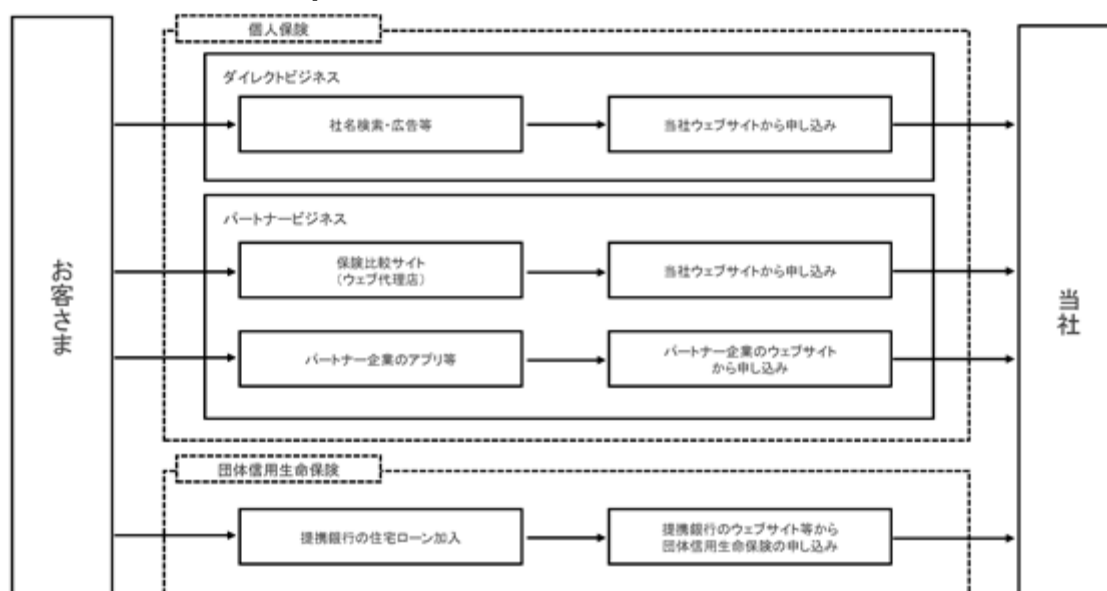 個人保険
ダイレクトビジネス
社名検索・広告等
当社ウェブサイトから申し込み
パートナービジネス
保険比較サイト
（ウェブ代理店）
当社ウェブサイトから申し込み
パートナー企業のアプリ等
パートナー企業のウェブサイト
から申し込み
お客さま
当社
団体信用生命保険
提携銀行の住宅ローン加入
提携銀行のウェブサイト等から
団体信用生命保険の申し込み